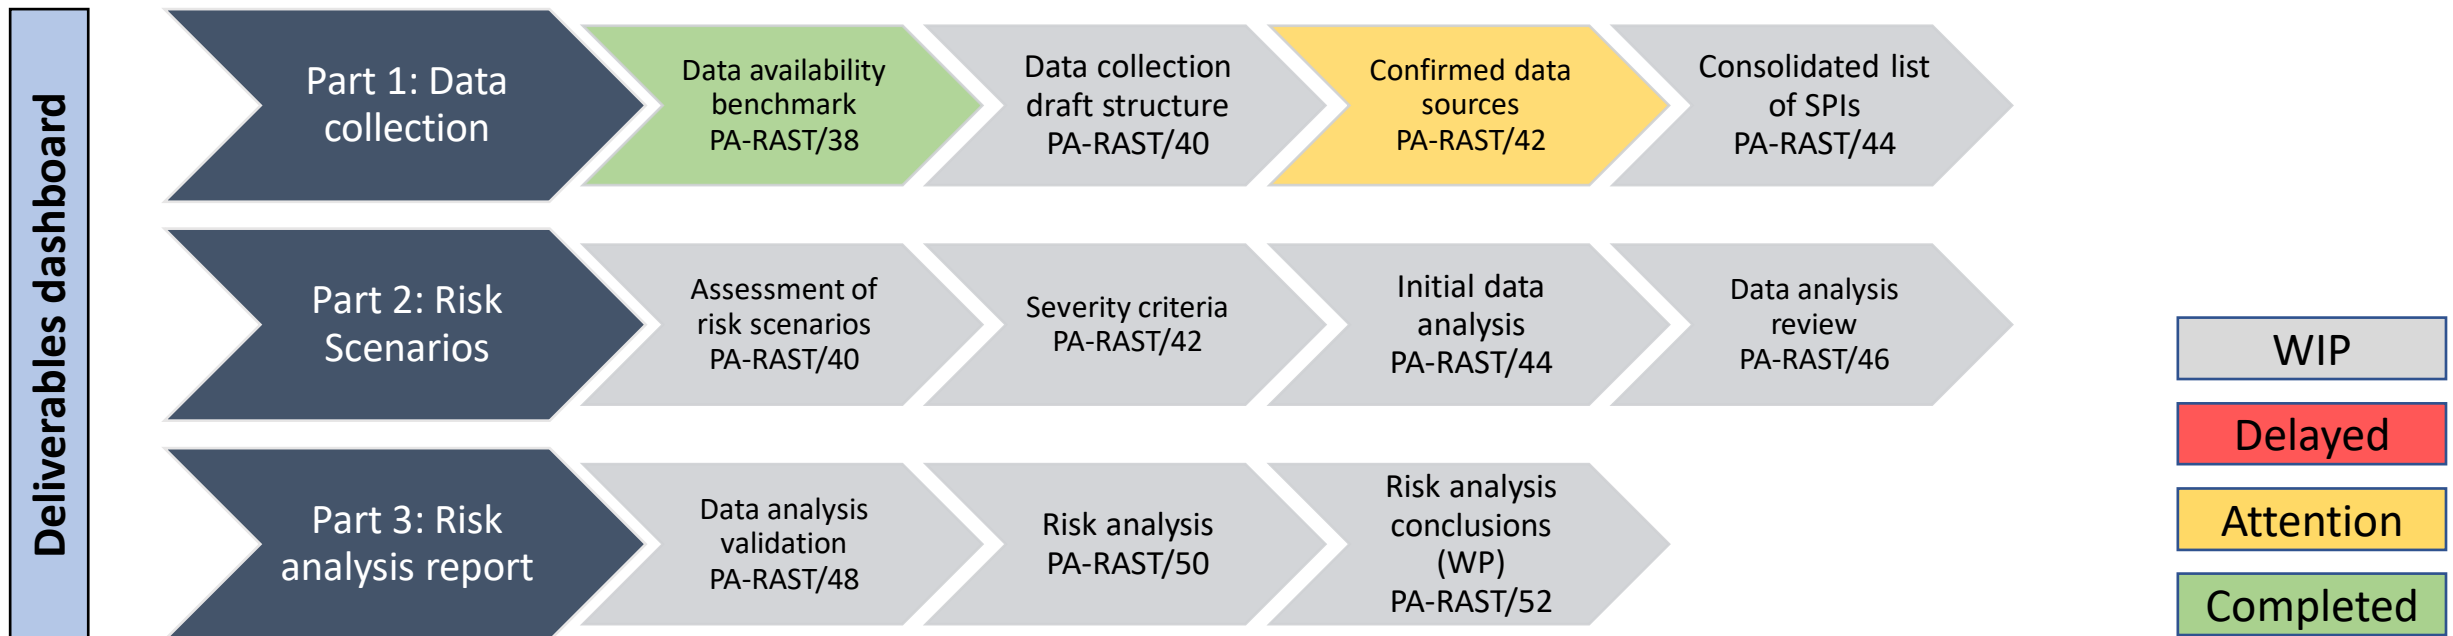 Deliverables dashboard
Part 1: Data
collection
Data availability
benchmark
PA-RAST/38
Data collection
draft structure
PA-RAST/40
Confirmed data
sources
PA-RAST/42
Consolidated list
of SPIs
PA-RAST/44
Part 2: Risk
Scenarios
Assessment of
risk scenarios
PA-RAST/40
Severity criteria
PA-RAST/42
Initial data
analysis
PA-RAST/44
Data analysis
review
PA-RAST/46
Part 3: Risk
analysis report
Data analysis
validation
PA-RAST/48
Risk analysis
PA-RAST/50
Risk analysis
conclusions
(WP)
PA-RAST/52
WIP
Delayed
Attention
Completed